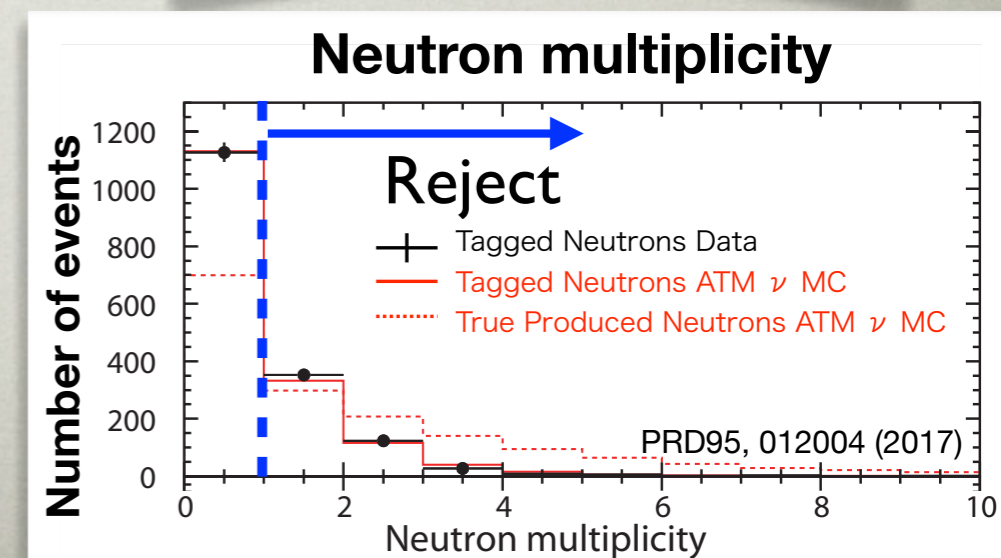 Neutron multiplicity
Number of events
1200
1000
800
600
400
200
0
Reject
Tagged Neutrons Data
Tagged Neutrons ATM ν MC
True Produced Neutrons ATM ν MC
PRD95, 012004 (2017)
0 2 4 6 8 10
Neutron multiplicity